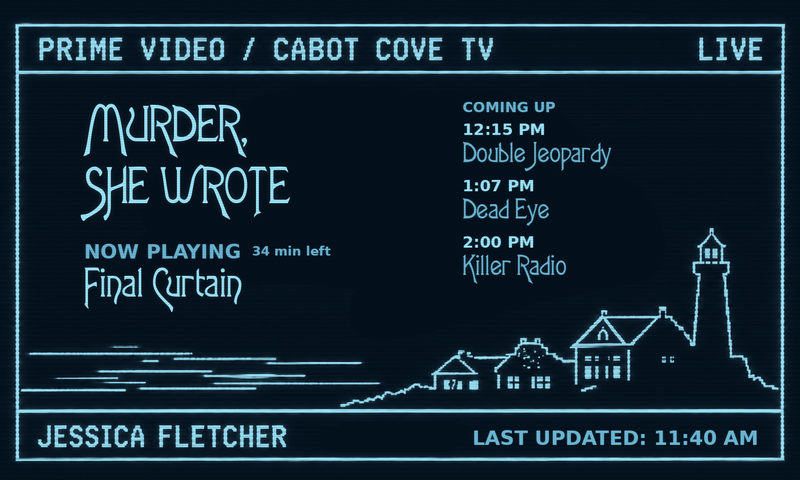 PRIME VIDEO / CABOT COVE TV
LIVE
MURDER,
SHE WROTE
NOW PLAYING 34 min left
Final Curtain
COMING UP
12:15 PM
Double Jeopardy
1:07 PM
Dead Eye
2:00 PM
Killer Radio
JESSICA FLETCHER
LAST UPDATED: 11:40 AM